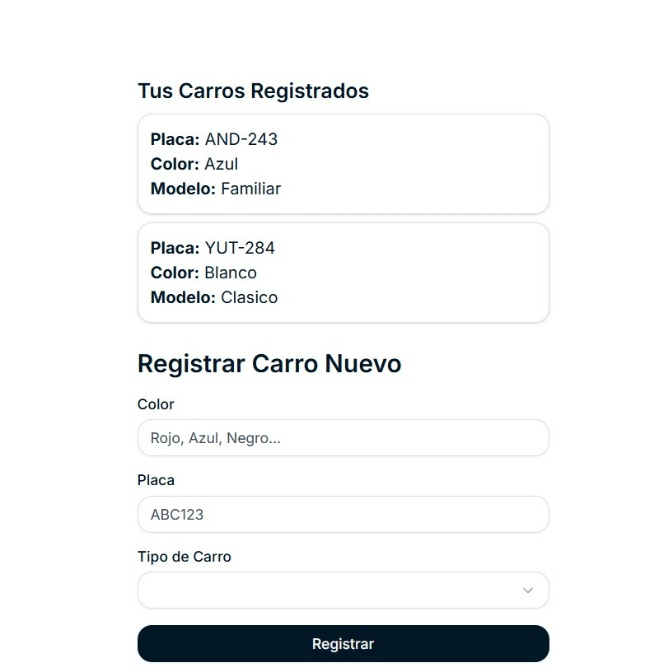 Tus Carros Registrados
Placa: AND-243
Color: Azul
Modelo: Familiar
Placa: YUT-284
Color: Blanco
Modelo: Clasico
Registrar Carro Nuevo
Color
Rojo, Azul, Negro...
Placa
ABC123
Tipo de Carro
Registrar